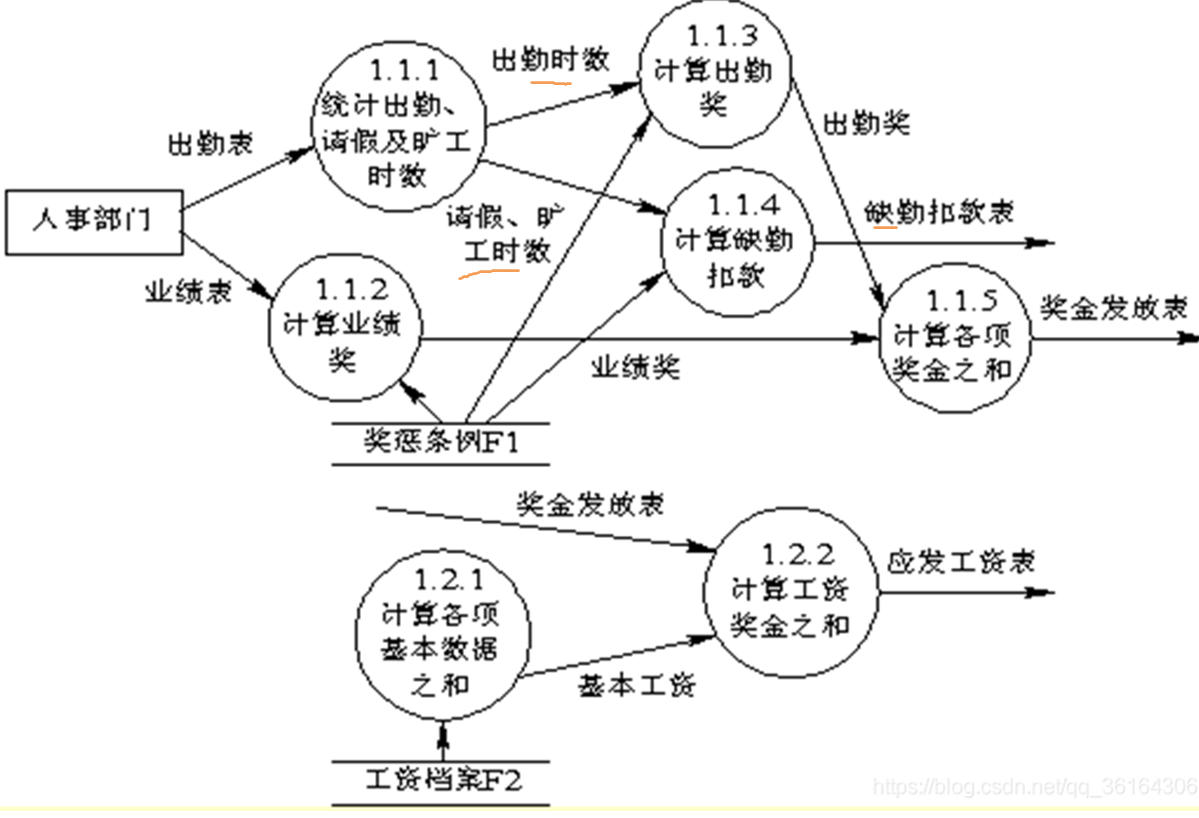 1.1.1
统计出勤、
请假及旷工
时数
出勤时数
1.1.3
计算出勤
奖
出勤表
出勤奖
人事部门
请假、旷
工时数
1.1.4
计算缺勤
扣款
缺勤扣款表
业绩表
1.1.2
计算业绩
奖
业绩奖
1.1.5
计算各项
奖金之和
奖金发放表
奖惩条例F1
奖金发放表
1.2.1
计算各项
基本数据
之和
1.2.2
计算工资
奖金之和
应发工资表
基本工资
工资档案F2
https://blog.csdn.net/qq_36164306